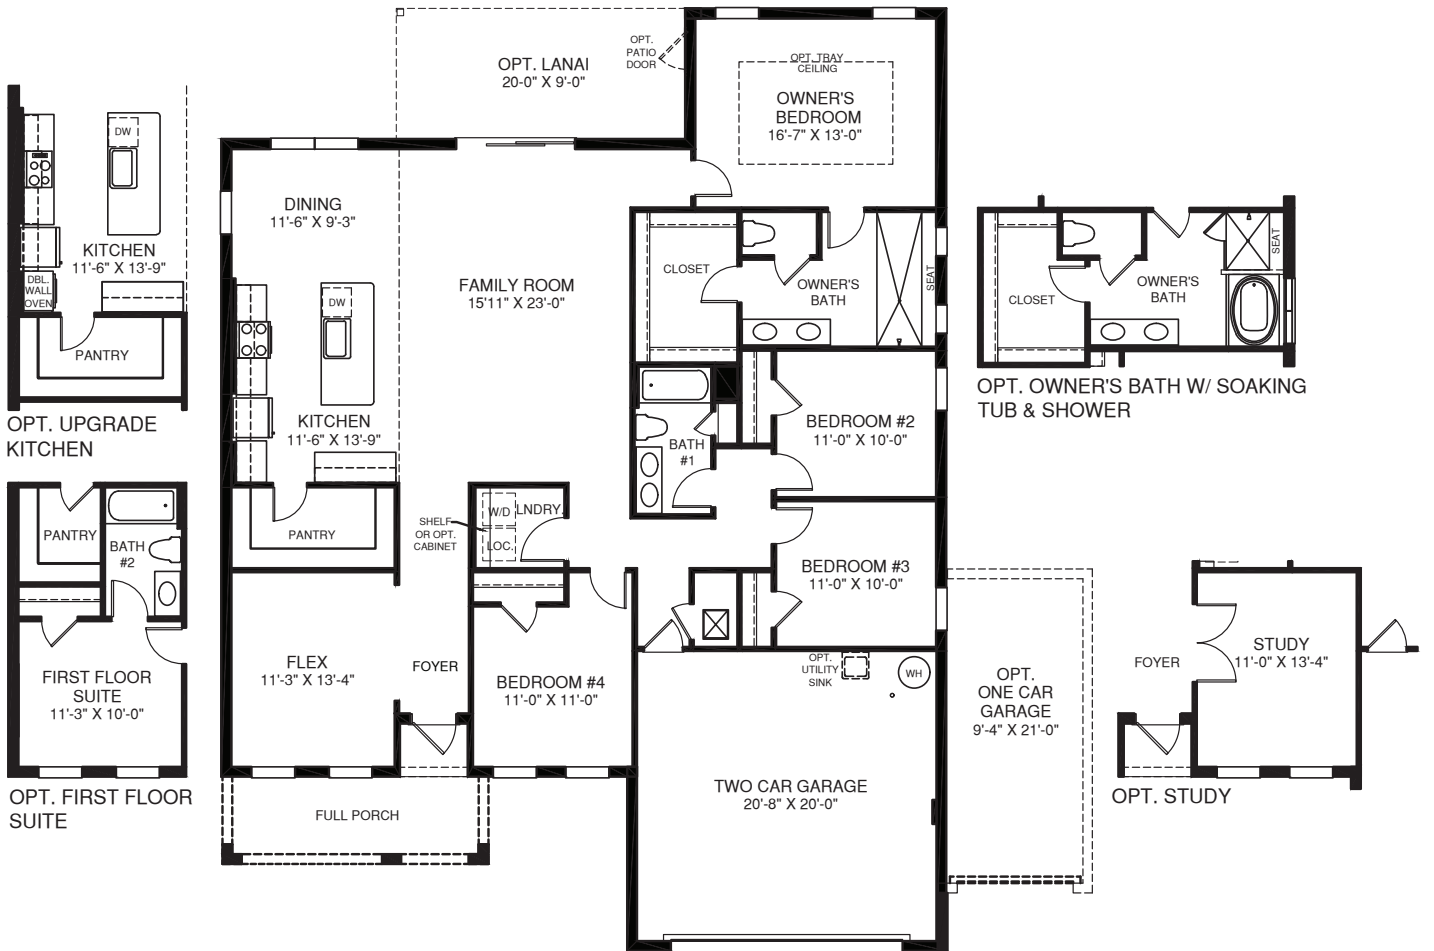 OPT. LANAI
20'-0" X 9'-0"
OPT.
PATIO
DOOR
OPT. TRAY
CEILING
OWNER'S
BEDROOM
16'-7" X 13'-0"
DW
KITCHEN
11'-6" X 13'-9"
DBL.
WALL
OVEN
PANTRY
OPT. UPGRADE
KITCHEN
DINING
11'-6" X 9'-3"
FAMILY ROOM
15'11" X 23'-0"
CLOSET
OWNER'S
BATH
SEAT
CLOSET
OWNER'S
BATH
SEAT
OPT. OWNER'S BATH W/ SOAKING
TUB & SHOWER
DW
KITCHEN
11'-6" X 13'-9"
BATH
#1
BEDROOM #2
11'-0" X 10'-0"
PANTRY
SHELF
OR OPT.
CABINET
W/D
LNDRY.
LOC.
BEDROOM #3
11'-0" X 10'-0"
PANTRY
BATH
#2
FIRST FLOOR
SUITE
11'-3" X 10'-0"
OPT. FIRST FLOOR
SUITE
FLEX
11'-3" X 13'-4"
FOYER
BEDROOM #4
11'-0" X 11'-0"
OPT.
UTILITY
SINK
WH
OPT.
ONE CAR
GARAGE
9'-4" X 21'-0"
FOYER
STUDY
11'-0" X 13'-4"
OPT. STUDY
TWO CAR GARAGE
20'-8" X 20'-0"
FULL PORCH